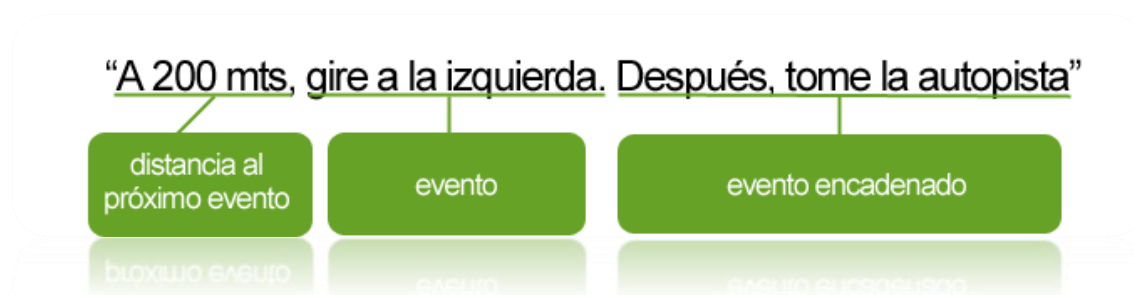 “A 200 mts, gire a la izquierda. Después, tome la autopista”
distancia al
próximo evento
evento
evento encadenado